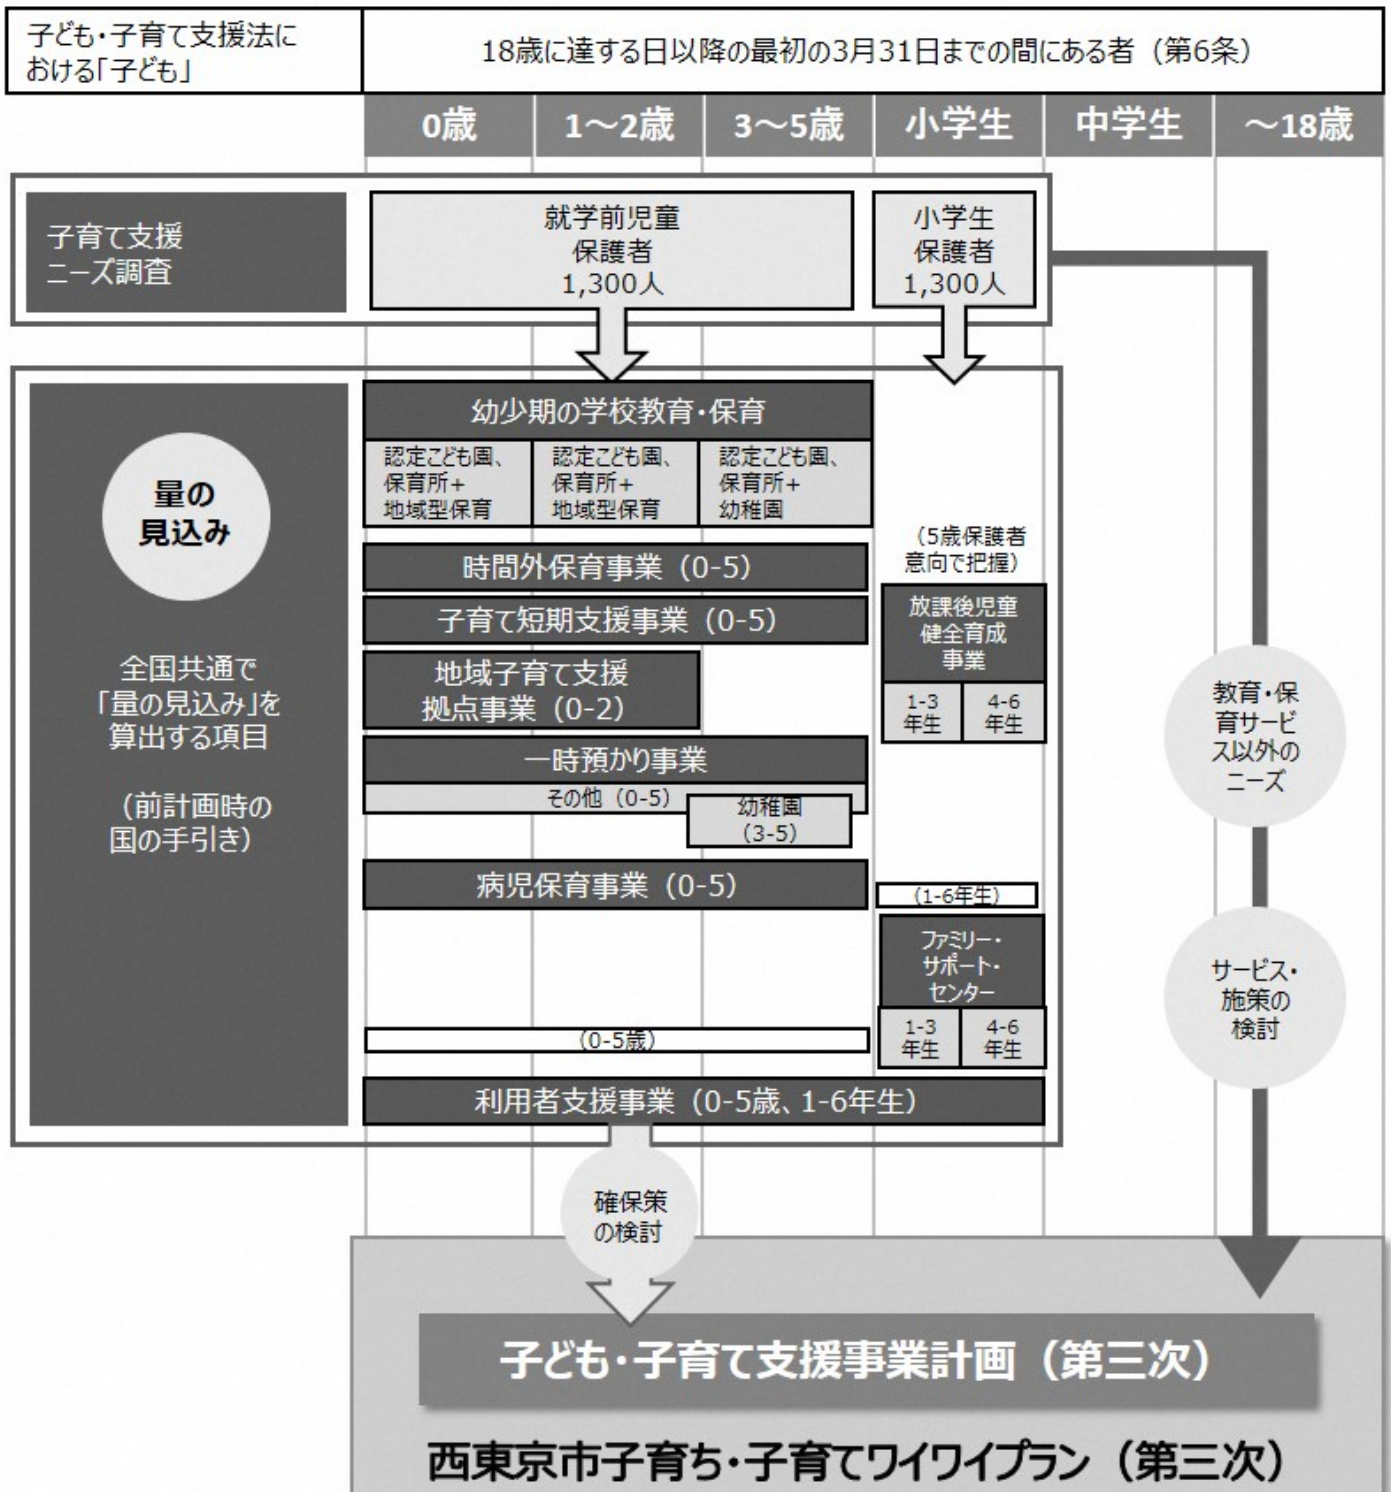 子ども・子育て支援法に
おける「子ども」
18歳に達する日以降の最初の3月31日までの間にある者（第6条）
0歳
1～2歳
3～5歳
小学生
中学生
～18歳
子育て支援
ニーズ調査
就学前児童
保護者
1,300人
小学生
保護者
1,300人
量の
見込み
全国共通で
「量の見込み」を
算出する項目
（前計画時の
国の手引き）
幼少期の学校教育・保育
認定こども園、
保育所+
地域型保育
認定こども園、
保育所+
地域型保育
認定こども園、
保育所+
幼稚園
時間外保育事業（0-5）
子育て短期支援事業（0-5）
地域子育て支援
拠点事業（0-2）
一時預かり事業
その他（0-5）
幼稚園
（3-5）
病児保育事業（0-5）
（0-5歳）
（5歳保護者
意向で把握）
放課後児童
健全育成
事業
1-3
年生
4-6
年生
（1-6年生）
ファミリー・
サポート・
センター
1-3
年生
4-6
年生
利用者支援事業（0-5歳、1-6年生）
教育・保
育サービ
ス以外の
ニーズ
サービス・
施策の
検討
確保策
の検討
子ども・子育て支援事業計画（第三次）
西東京市子育ち・子育てワイワイプラン（第三次）